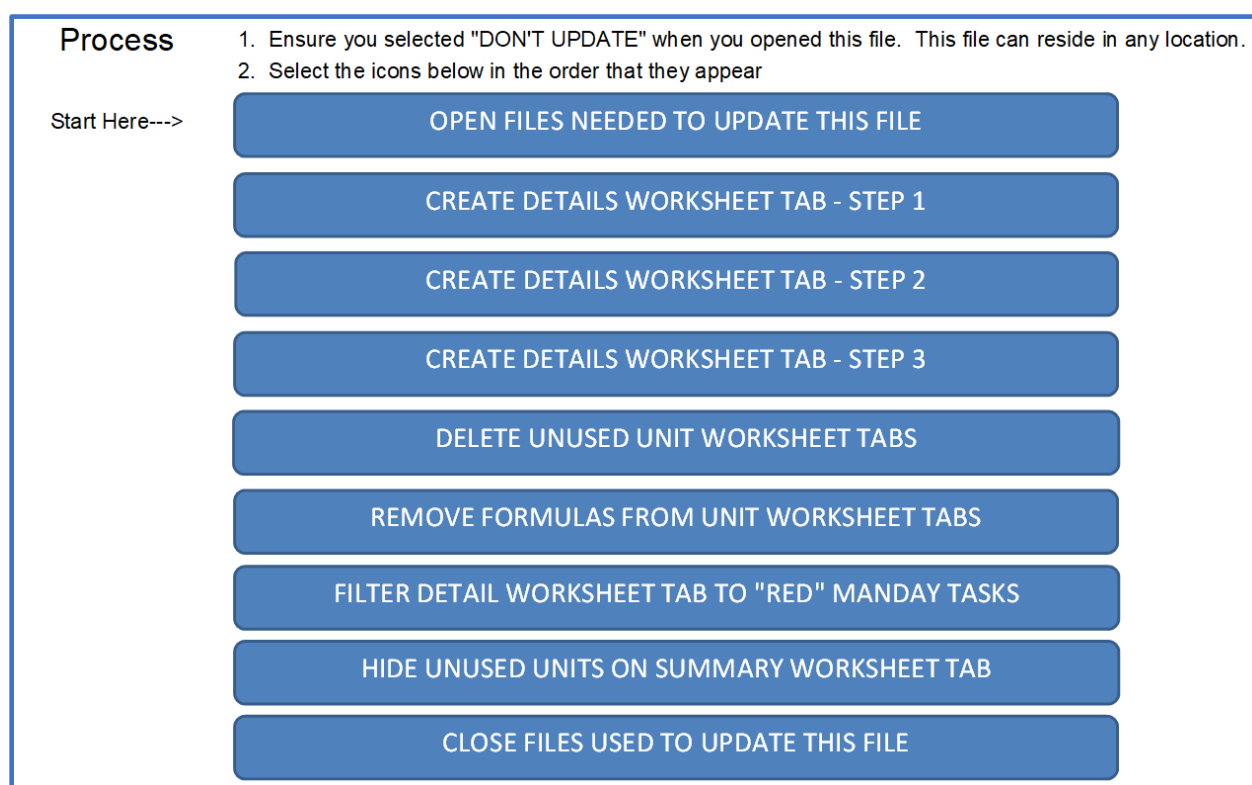 Process
1. Ensure you selected "DON'T UPDATE" when you opened this file. This file can reside in any location.
2. Select the icons below in the order that they appear
Start Here--->
OPEN FILES NEEDED TO UPDATE THIS FILE
CREATE DETAILS WORKSHEET TAB - STEP 1
CREATE DETAILS WORKSHEET TAB - STEP 2
CREATE DETAILS WORKSHEET TAB - STEP 3
DELETE UNUSED UNIT WORKSHEET TABS
REMOVE FORMULAS FROM UNIT WORKSHEET TABS
FILTER DETAIL WORKSHEET TAB TO "RED" MANDAY TASKS
HIDE UNUSED UNITS ON SUMMARY WORKSHEET TAB
CLOSE FILES USED TO UPDATE THIS FILE